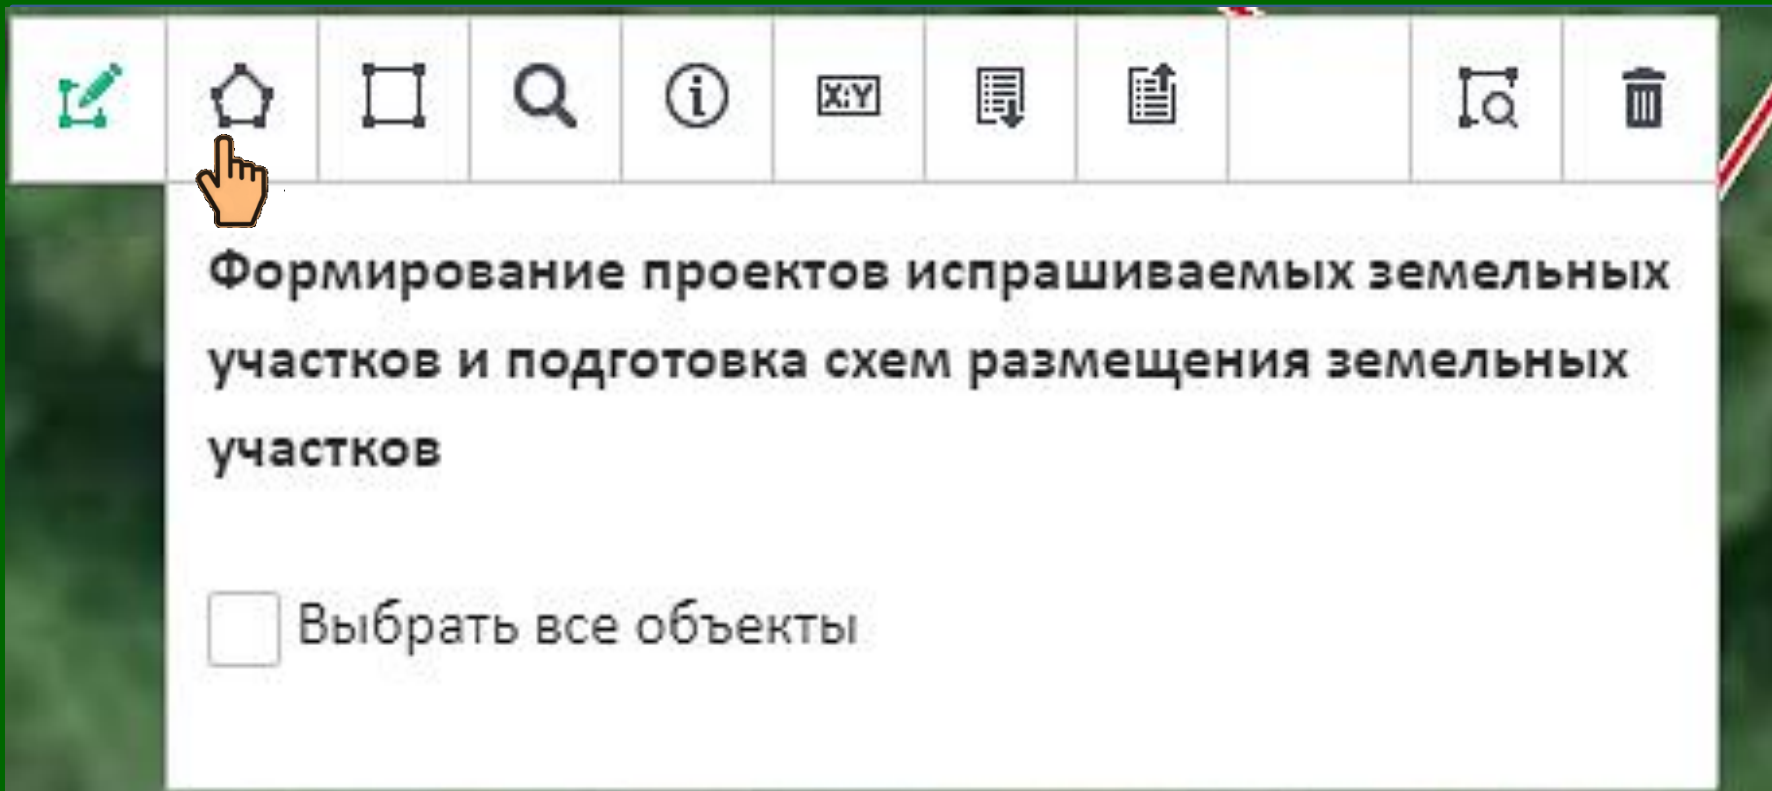 X:Y
Формирование проектов испрашиваемых земельных
участков и подготовка схем размещения земельных
участков
Выбрать все объекты